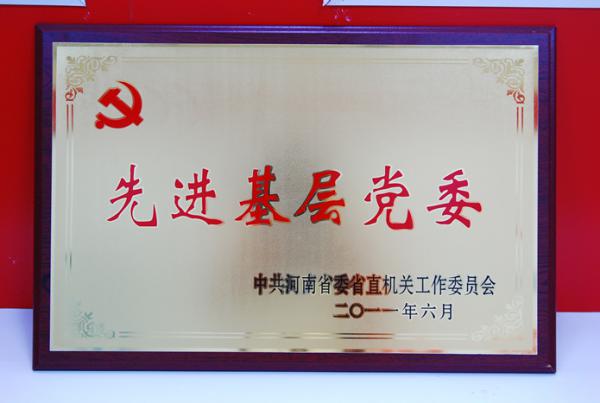 先进基层党委
中共河南省委省直机关工作委员会
二〇一一年六月